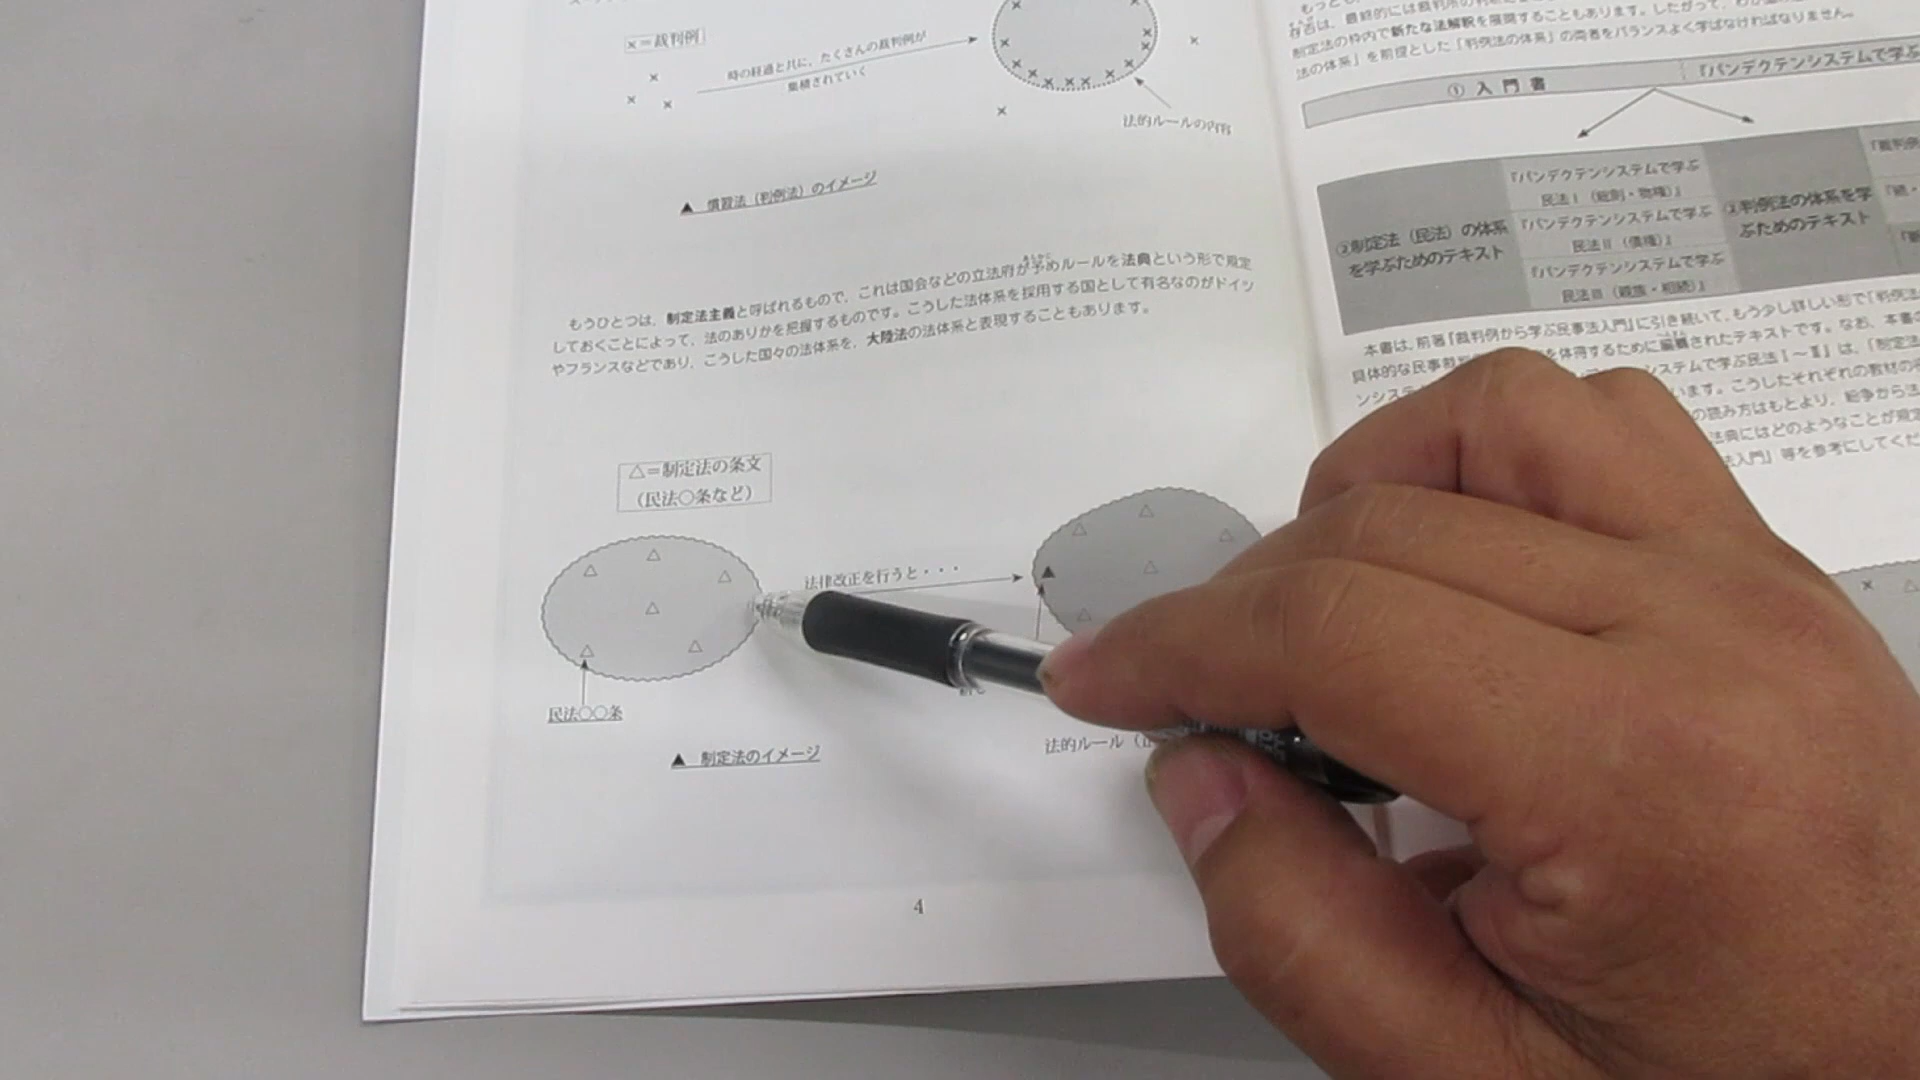 ×＝裁判例
時の経過と共に、たくさんの裁判例が
集積されていく
法的ルールの内容
▲ 慣習法（判例法）のイメージ
もうひとつは、制定法主義と呼ばれるもので、これは国会などの立法府が予めルールを法典という形で規定
しておくことによって、法のありかを把握するものです。こうした法体系を採用する国として有名なのがドイツ
やフランスなどであり、こうした国々の法体系を、大陸法の法体系と表現することもあります。
△＝制定法の条文
（民法〇条など）
法律改正を行うと・・・
民法〇〇条
法的ルール
▲ 制定法のイメージ
4
存否は、最終的には裁判所の
制定法の枠内で新たな法解釈を展開することもあります。したがって、
法の体系」を前提とした「判例法の体系」の両者をバランスよく学ばなければなりません。
① 入門書
『パンデクテンシステムで学ぶ
②制定法（民法）の体系
を学ぶためのテキスト
『パンデクテンシステムで学ぶ
民法Ⅰ（総則・物権）』
『パンデクテンシステムで学ぶ
民法Ⅱ（債権）』
『パンデクテンシステムで学ぶ
民法Ⅲ（親族・相続）』
③判例法の体系を学
ぶためのテキスト
本書は、前著『裁判例から学ぶ民事法入門』に引き続いて、もう少し詳しい形で「判例法
具体的な民事裁判 を体得するために編纂されたテキストです。なお、本書
ンシステ システムで学ぶ民法Ⅰ～Ⅲ』は、「制定法
います。こうしたそれぞれの教材の
の読み方はもとより、紛争から法
法典にはどのようなことが規定
法入門』等を参考にしてくだ